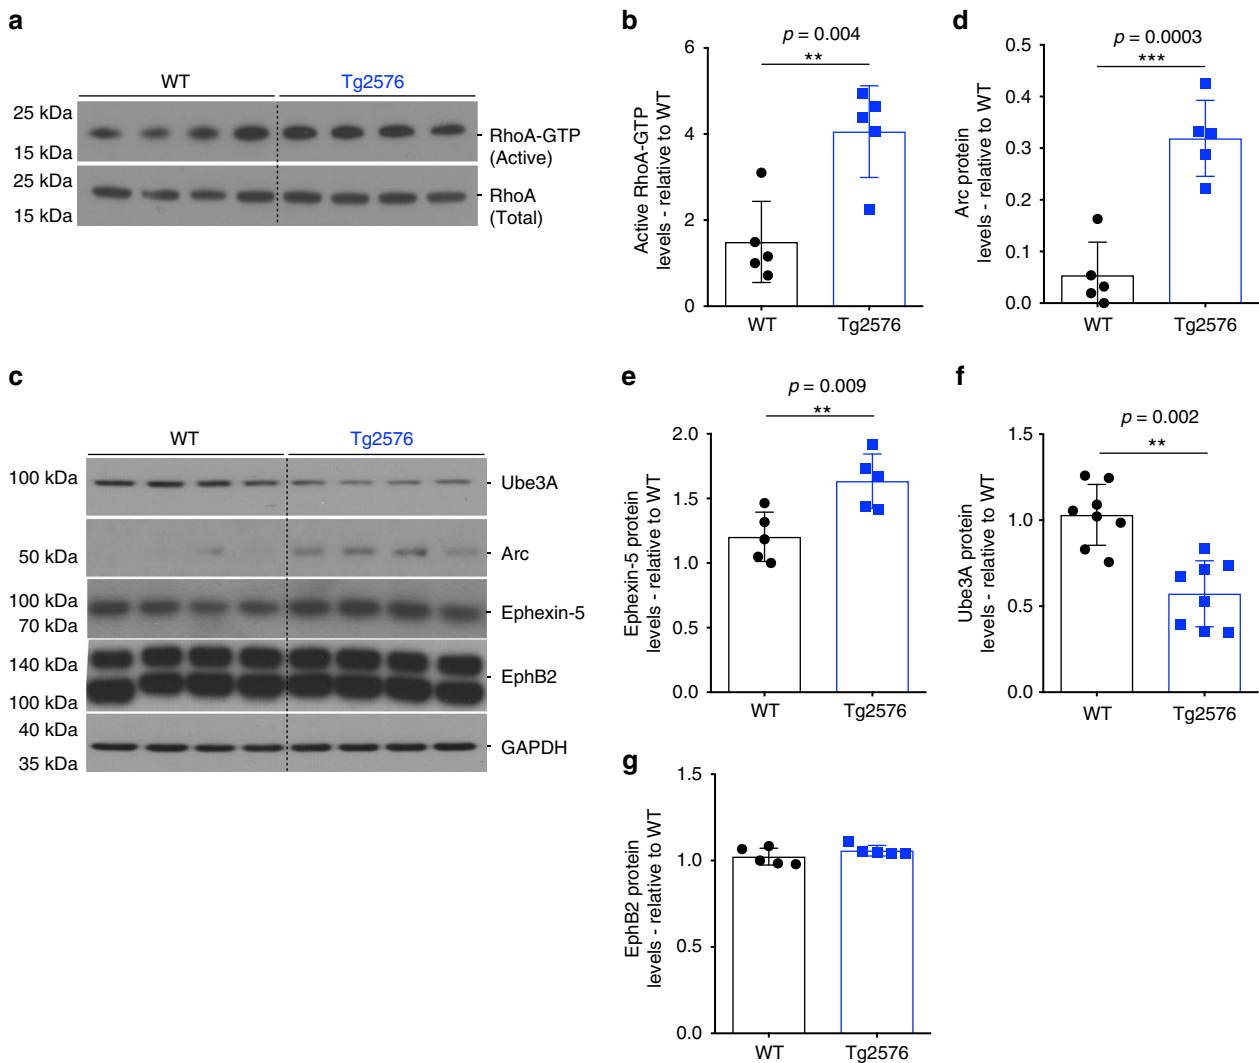 a
WT
Tg2576
25 kDa
15 kDa
RhoA-GTP
(Active)
25 kDa
15 kDa
RhoA
(Total)
b
p = 0.004
**
Active RhoA-GTP
levels - relative to WT
6
4
2
0
WT
Tg2576
d
p = 0.0003
***
Arc protein
levels - relative to WT
0.5
0.4
0.3
0.2
0.1
0.0
WT
Tg2576
c
WT
Tg2576
100 kDa
Ube3A
50 kDa
Arc
100 kDa
70 kDa
Ephexin-5
140 kDa
100 kDa
EphB2
40 kDa
35 kDa
GAPDH
e
p = 0.009
**
Ephexin-5 protein
levels - relative to WT
2.0
1.5
1.0
0.5
0.0
WT
Tg2576
f
p = 0.002
**
Ube3A protein
levels - relative to WT
1.5
1.0
0.5
0.0
WT
Tg2576
g
EphB2 protein
levels - relative to WT
1.5
1.0
0.5
0.0
WT
Tg2576